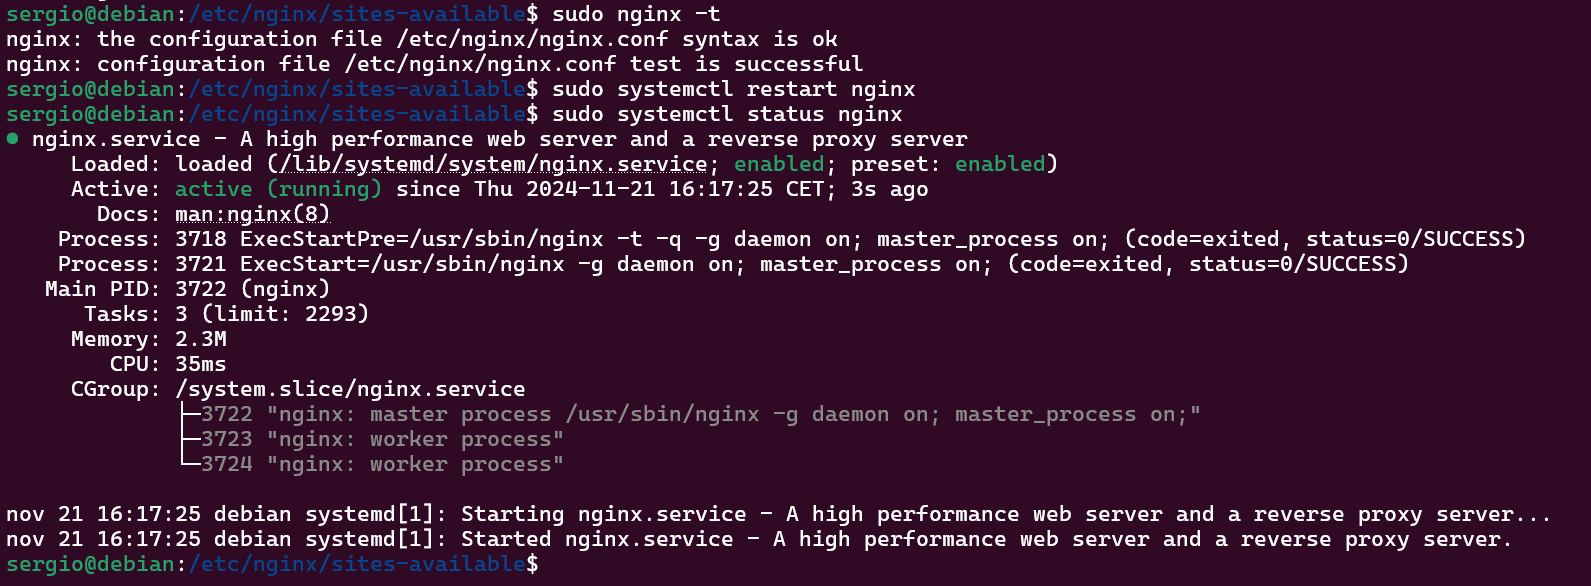 sergio@debian:/etc/nginx/sites-available$ sudo nginx -t
nginx: the configuration file /etc/nginx/nginx.conf syntax is ok
nginx: configuration file /etc/nginx/nginx.conf test is successful
sergio@debian:/etc/nginx/sites-available$ sudo systemctl restart nginx
sergio@debian:/etc/nginx/sites-available$ sudo systemctl status nginx
● nginx.service - A high performance web server and a reverse proxy server
Loaded: loaded (/lib/systemd/system/nginx.service; enabled; preset: enabled)
Active: active (running) since Thu 2024-11-21 16:17:25 CET; 3s ago
Docs: man:nginx(8)
Process: 3718 ExecStartPre=/usr/sbin/nginx -t -q -g daemon on; master_process on; (code=exited, status=0/SUCCESS)
Process: 3721 ExecStart=/usr/sbin/nginx -g daemon on; master_process on; (code=exited, status=0/SUCCESS)
Main PID: 3722 (nginx)
Tasks: 3 (limit: 2293)
Memory: 2.3M
CPU: 35ms
CGroup: /system.slice/nginx.service
├─3722 "nginx: master process /usr/sbin/nginx -g daemon on; master_process on;"
├─3723 "nginx: worker process"
└─3724 "nginx: worker process"
nov 21 16:17:25 debian systemd[1]: Starting nginx.service - A high performance web server and a reverse proxy server...
nov 21 16:17:25 debian systemd[1]: Started nginx.service - A high performance web server and a reverse proxy server.
sergio@debian:/etc/nginx/sites-available$